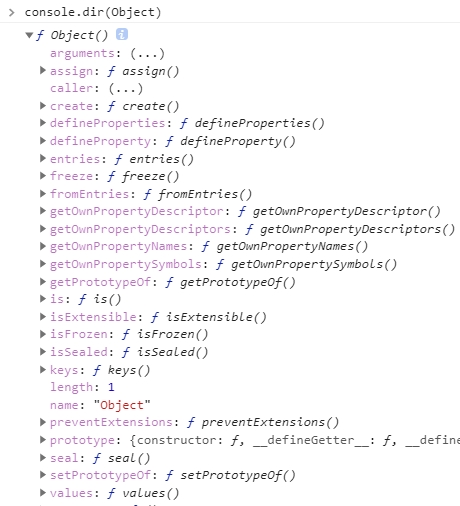 > console.dir(Object)
▼ƒ Object() i
arguments: (...)
▶assign: ƒ assign()
caller: (...)
▶create: ƒ create()
▶defineProperties: ƒ defineProperties()
▶defineProperty: ƒ defineProperty()
▶entries: ƒ entries()
▶freeze: ƒ freeze()
▶fromEntries: ƒ fromEntries()
▶getOwnPropertyDescriptor: ƒ getOwnPropertyDescriptor()
▶getOwnPropertyDescriptors: ƒ getOwnPropertyDescriptors()
▶getOwnPropertyNames: ƒ getOwnPropertyNames()
▶getOwnPropertySymbols: ƒ getOwnPropertySymbols()
▶getPrototypeOf: ƒ getPrototypeOf()
▶is: ƒ is()
▶isExtensible: ƒ isExtensible()
▶isFrozen: ƒ isFrozen()
▶isSealed: ƒ isSealed()
▶keys: ƒ keys()
length: 1
name: "Object"
▶preventExtensions: ƒ preventExtensions()
▶prototype: {constructor: ƒ, __defineGetter__: ƒ, __define
▶seal: ƒ seal()
▶setPrototypeOf: ƒ setPrototypeOf()
▶values: ƒ values()